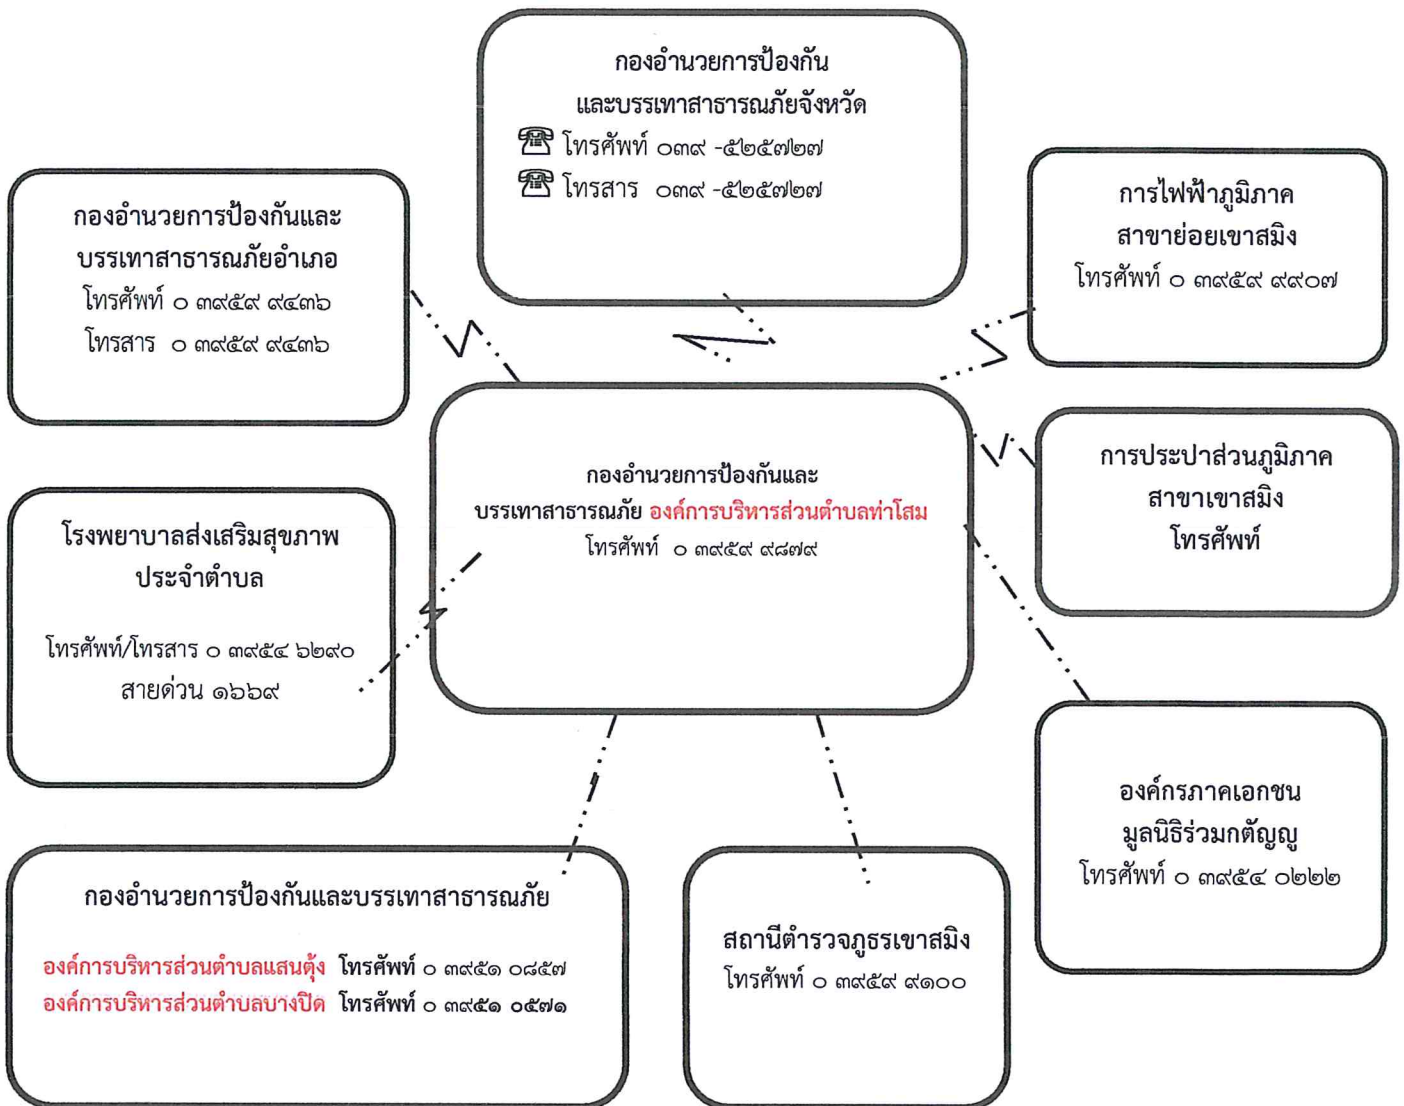 กองอำนวยการป้องกัน
และบรรเทาสาธารณภัยจังหวัด
โทรศัพท์ ๐๓๙ -๕๒๕๗๒๗
โทรสาร ๐๓๙ -๕๒๕๗๒๗
กองอำนวยการป้องกันและ
บรรเทาสาธารณภัยอำเภอ
โทรศัพท์ ๐ ๓๙๕๙ ๙๔๓๖
โทรสาร ๐ ๓๙๕๙ ๙๔๓๖
การไฟฟ้าภูมิภาค
สาขาย่อยเขาสมิง
โทรศัพท์ ๐ ๓๙๕๙ ๙๙๐๗
กองอำนวยการป้องกันและ
บรรเทาสาธารณภัย องค์การบริหารส่วนตำบลท่าโสม
โทรศัพท์ ๐ ๓๙๕๙ ๙๘๗๙
การประปาส่วนภูมิภาค
สาขาเขาสมิง
โทรศัพท์
โรงพยาบาลส่งเสริมสุขภาพ
ประจำตำบล
โทรศัพท์/โทรสาร ๐ ๓๙๕๔ ๖๒๙๐
สายด่วน ๑๖๖๙
องค์กรภาคเอกชน
มูลนิธิร่วมกตัญญู
โทรศัพท์ ๐ ๓๙๕๔ ๐๒๒๒
กองอำนวยการป้องกันและบรรเทาสาธารณภัย
องค์การบริหารส่วนตำบลแสนตุ้ง โทรศัพท์ ๐ ๓๙๕๑ ๐๘๕๗
องค์การบริหารส่วนตำบลบางปิด โทรศัพท์ ๐ ๓๙๕๑ ๐๕๗๑
สถานีตำรวจภูธรเขาสมิง
โทรศัพท์ ๐ ๓๙๕๙ ๙๑๐๐